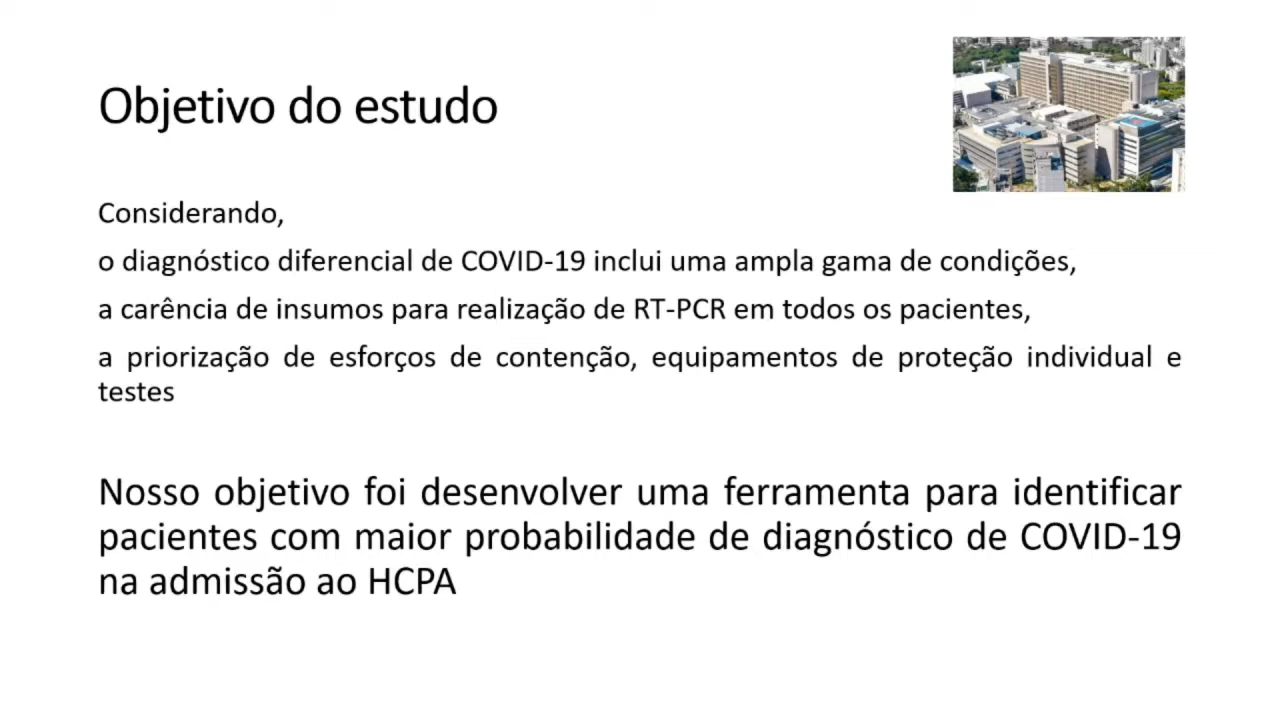 Objetivo do estudo
Considerando,
o diagnóstico diferencial de COVID-19 inclui uma ampla gama de condições,
a carência de insumos para realização de RT-PCR em todos os pacientes,
a priorização de esforços de contenção, equipamentos de proteção individual e
testes
Nosso objetivo foi desenvolver uma ferramenta para identificar
pacientes com maior probabilidade de diagnóstico de COVID-19
na admissão ao HCPA